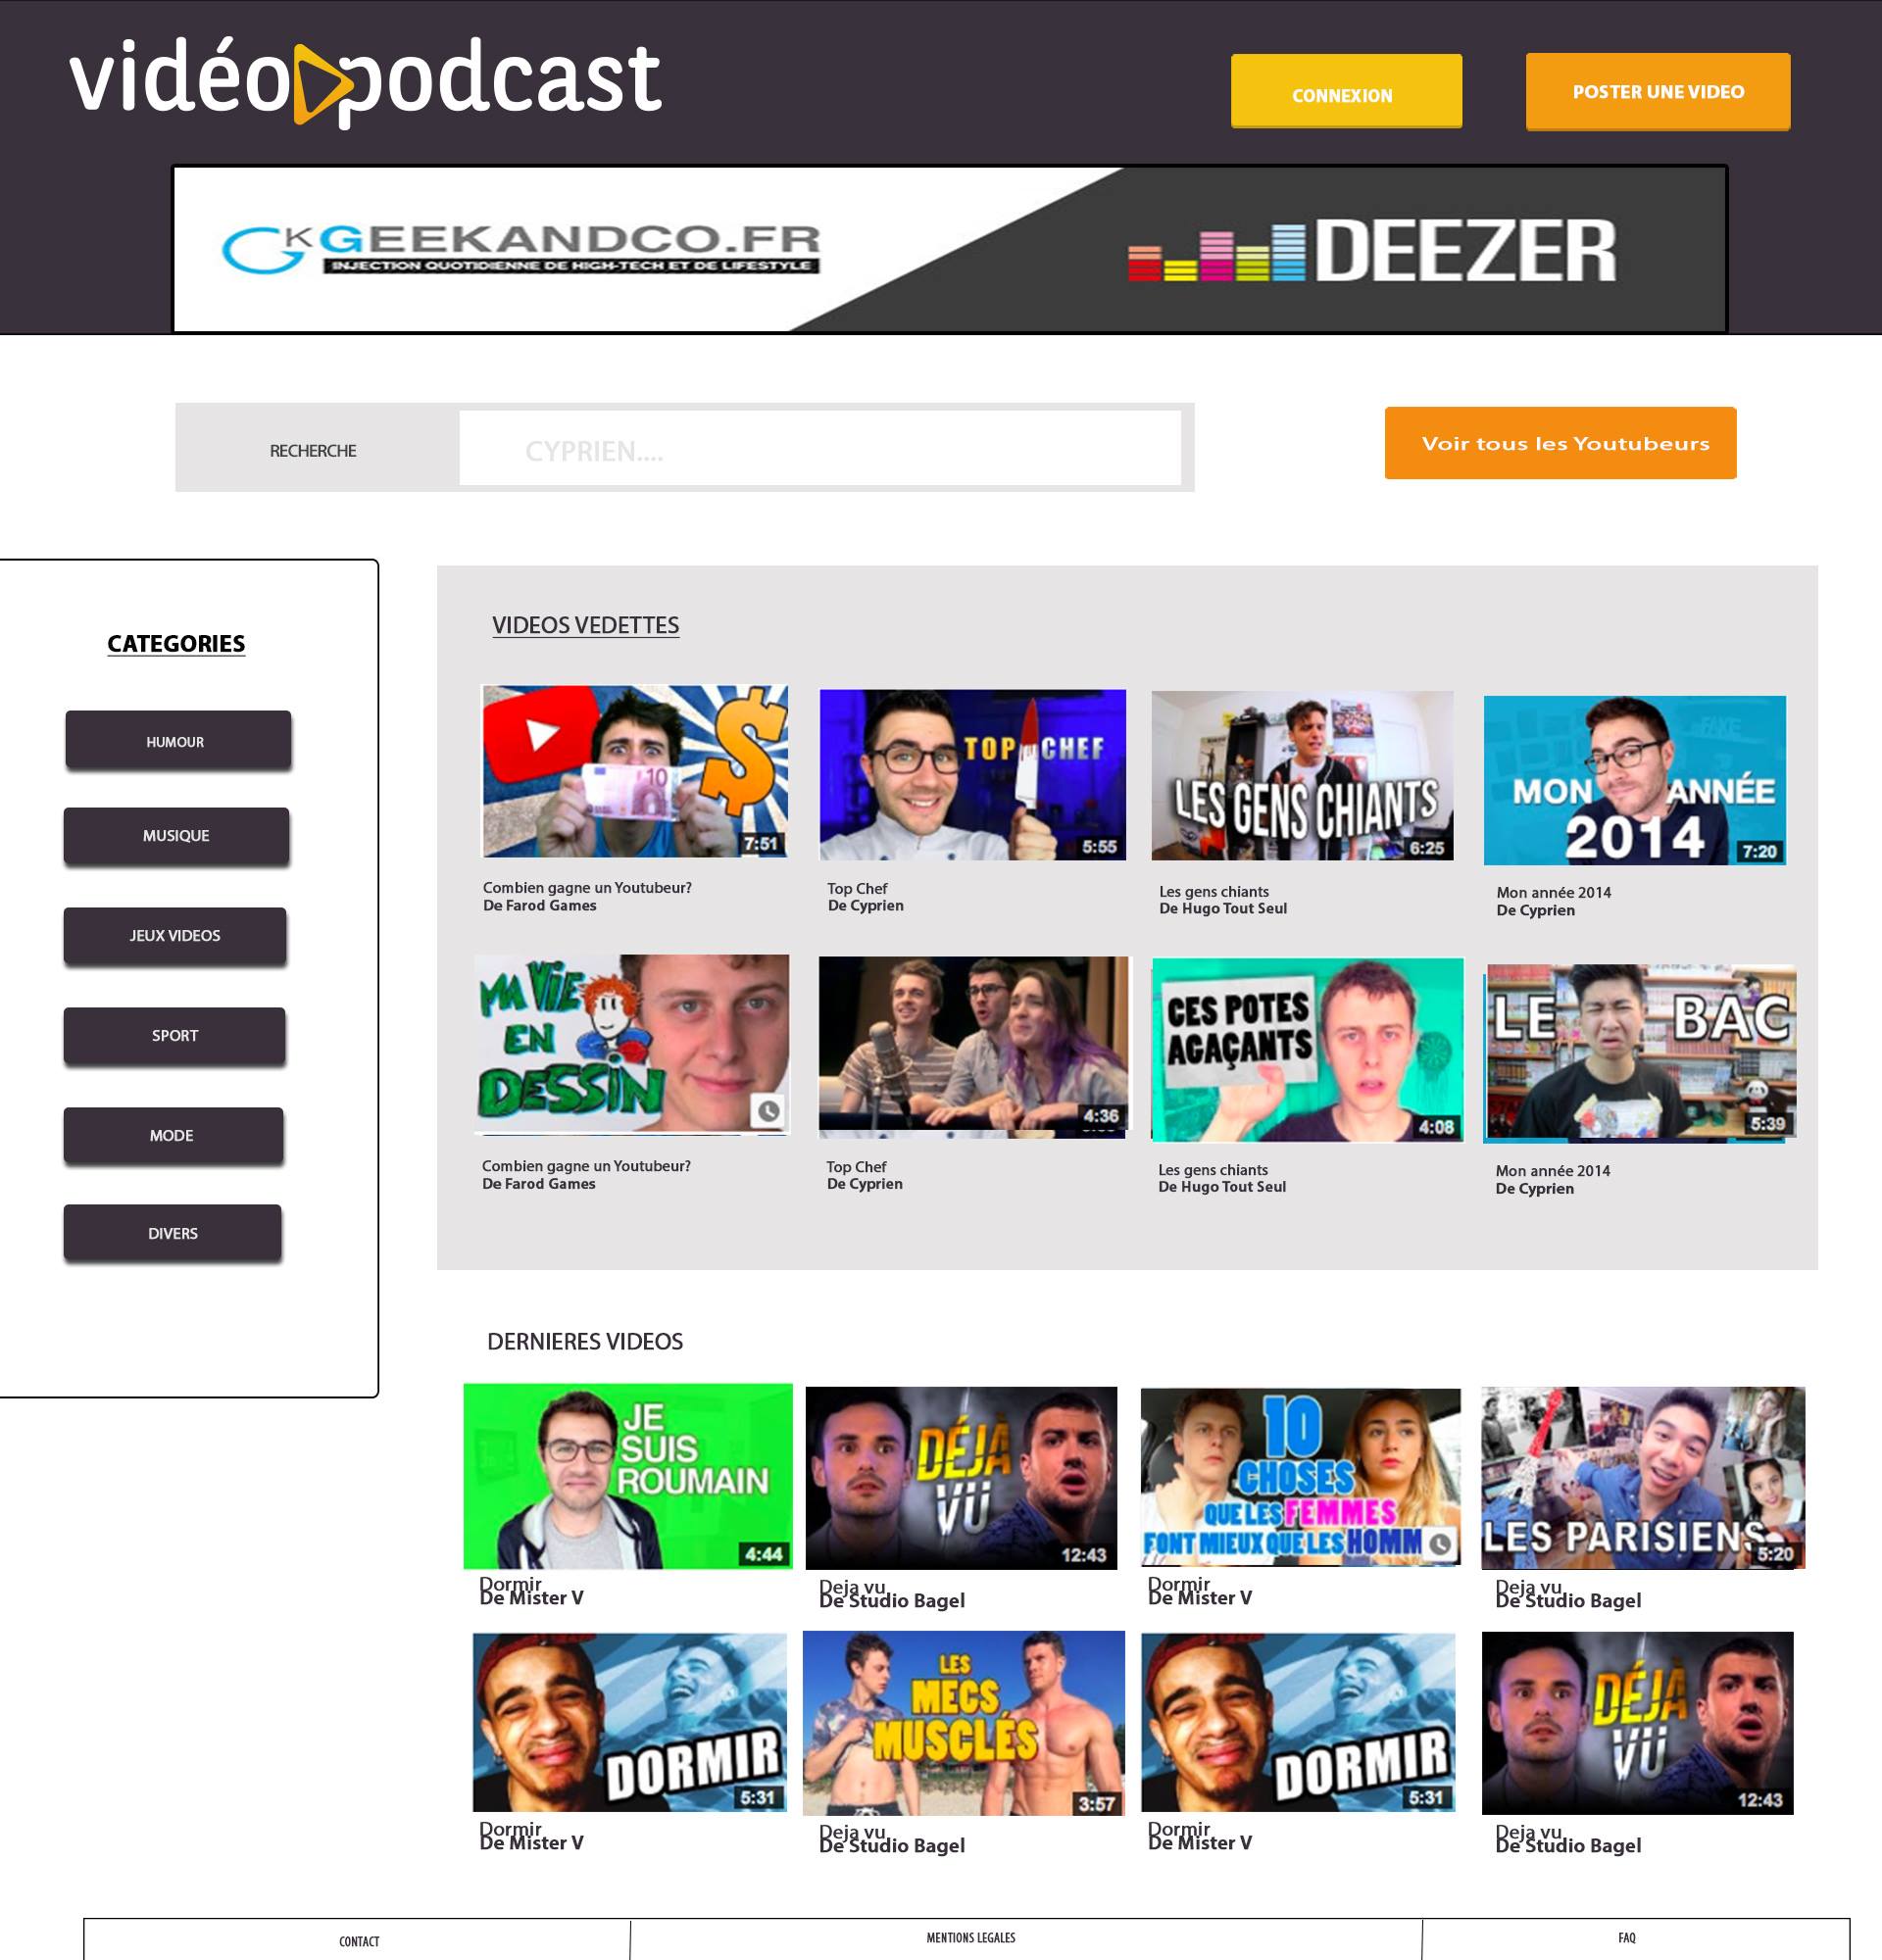 vidéo podcast
CONNEXION
POSTER UNE VIDEO
GK GEEKANDCO.FR
INJECTION QUOTIDIENNE DE HIGH-TECH ET DE LIFESTYLE
DEEZER
RECHERCHE
CYPRIEN....
Voir tous les Youtubeurs
CATEGORIES
HUMOUR
MUSIQUE
JEUX VIDEOS
SPORT
MODE
DIVERS
VIDEOS VEDETTES
10
7:51
Combien gagne un Youtubeur?
De Farod Games
TOP CHEF
5:55
Top Chef
De Cyprien
LES GENS CHIANTS
6:25
Les gens chiants
De Hugo Tout Seul
MON ANNÉE
2014
7:20
Mon année 2014
De Cyprien
MA VIE
EN
DESSIN
Combien gagne un Youtubeur?
De Farod Games
4:36
Top Chef
De Cyprien
CES POTES
AGAÇANTS
4:08
Les gens chiants
De Hugo Tout Seul
LE BAC
5:39
Mon année 2014
De Cyprien
DERNIERES VIDEOS
JE
SUIS
ROUMAIN
4:44
Dormir
De Mister V
DÉJÀ
VU
12:43
Deja vu
De Studio Bagel
10
CHOSES
QUE LES FEMMES
FONT MIEUX QUE LES HOMM
Dormir
De Mister V
LES PARISIENS
5:20
Deja vu
De Studio Bagel
DORMIR
5:31
Dormir
De Mister V
LES
MECS
MUSCLÉS
3:57
Deja vu
De Studio Bagel
DORMIR
5:31
Dormir
De Mister V
DÉJÀ
VU
12:43
Deja vu
De Studio Bagel
CONTACT
MENTIONS LEGALES
FAQ